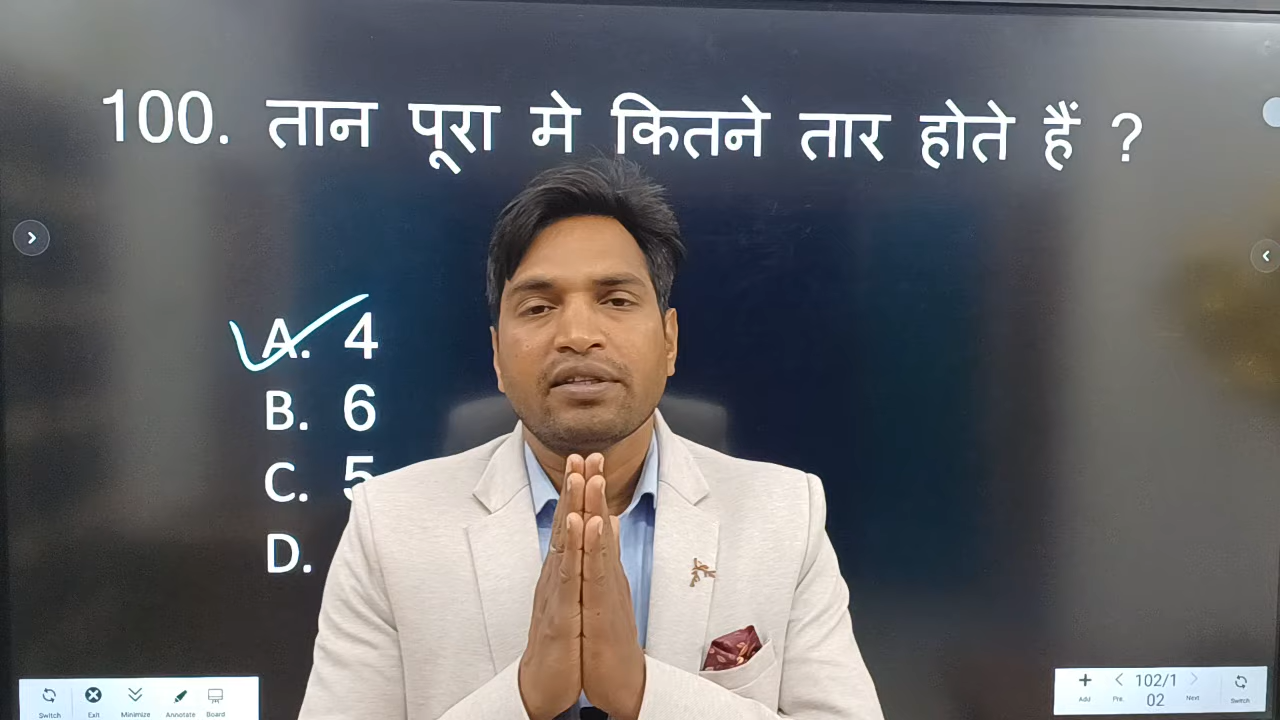 100. तान पूरा मे कितने तार होते हैं ?
A. 4
B. 6
C. 5
D.
Switch
Exit
Minimize
Annotate
Board
Add
Pre
102/1
02
Next
Switch